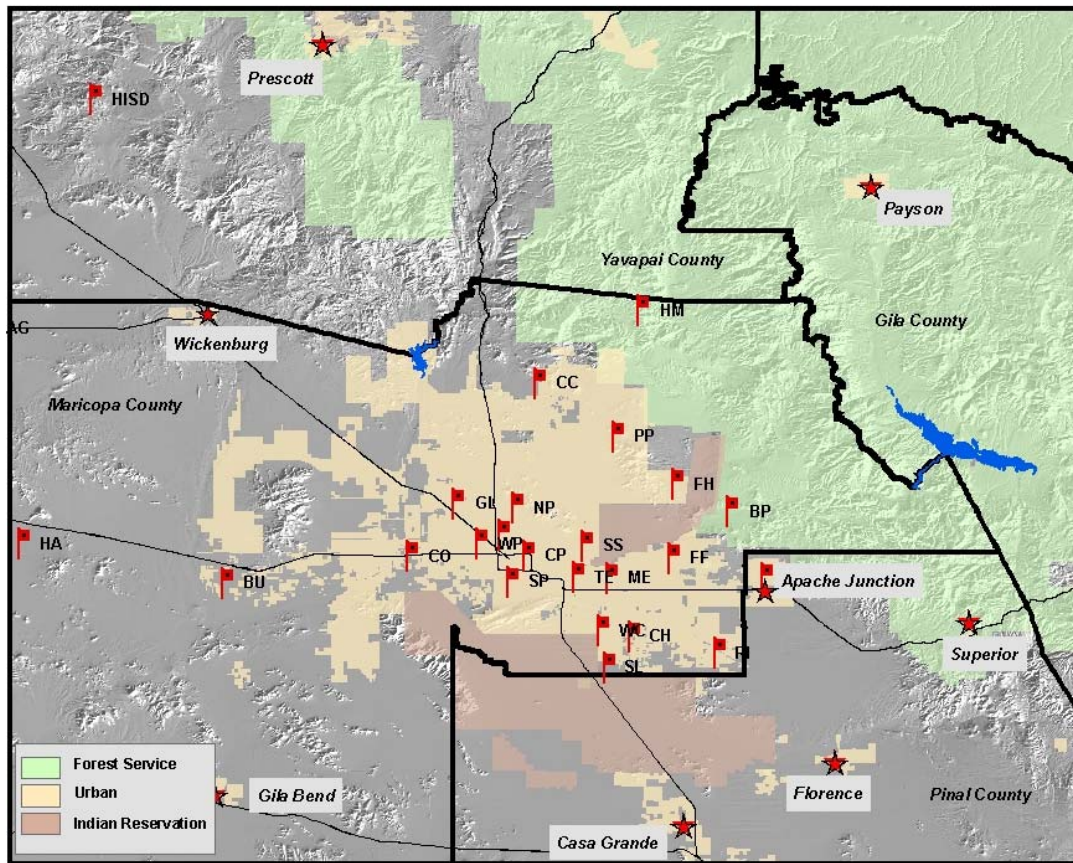 Prescott
HISD
Payson
Yavapai County
HM
Gila County
AG
Wickenburg
CC
Maricopa County
PP
FH
GL
NP
BP
HA
CO
WP
CP
SS
FF
BU
SP
TE
ME
Apache Junction
WC
CH
RI
SL
Superior
Forest Service
Urban
Indian Reservation
Gila Bend
Florence
Pinal County
Casa Grande